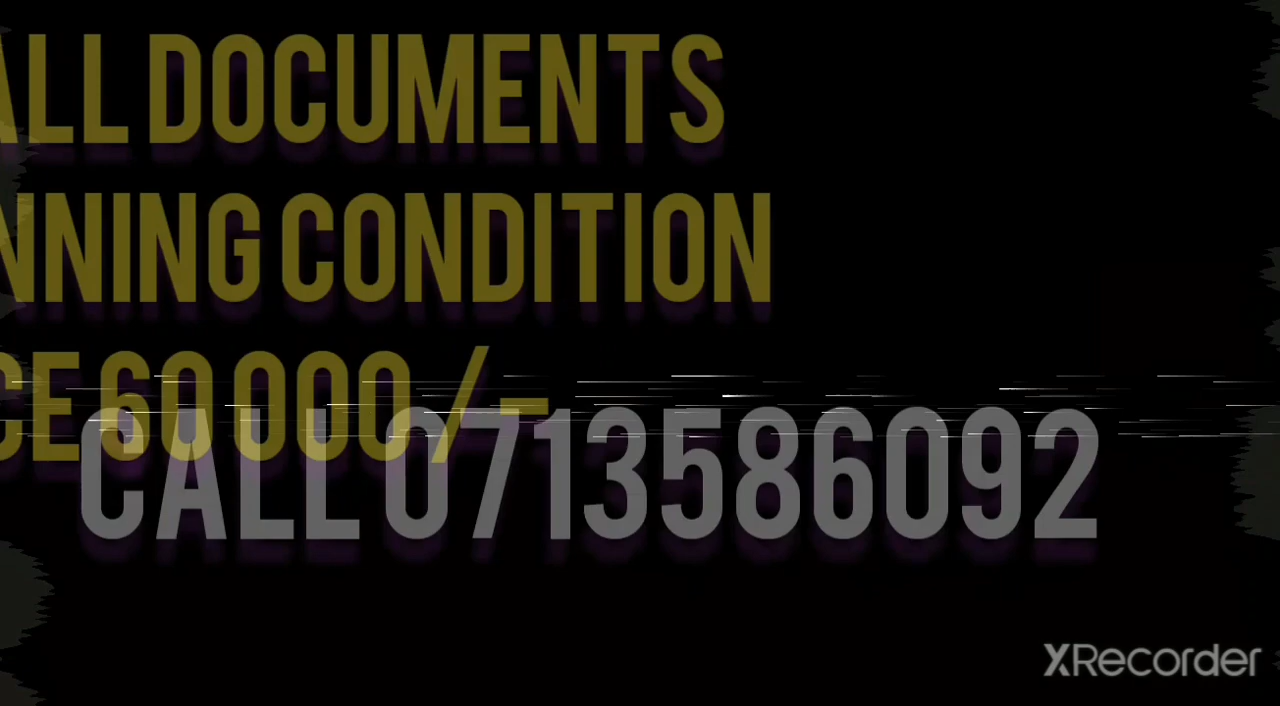 ALL DOCUMENTS
NNING CONDITION
CE 60 000 /-
CALL 0713586092
XRecorder